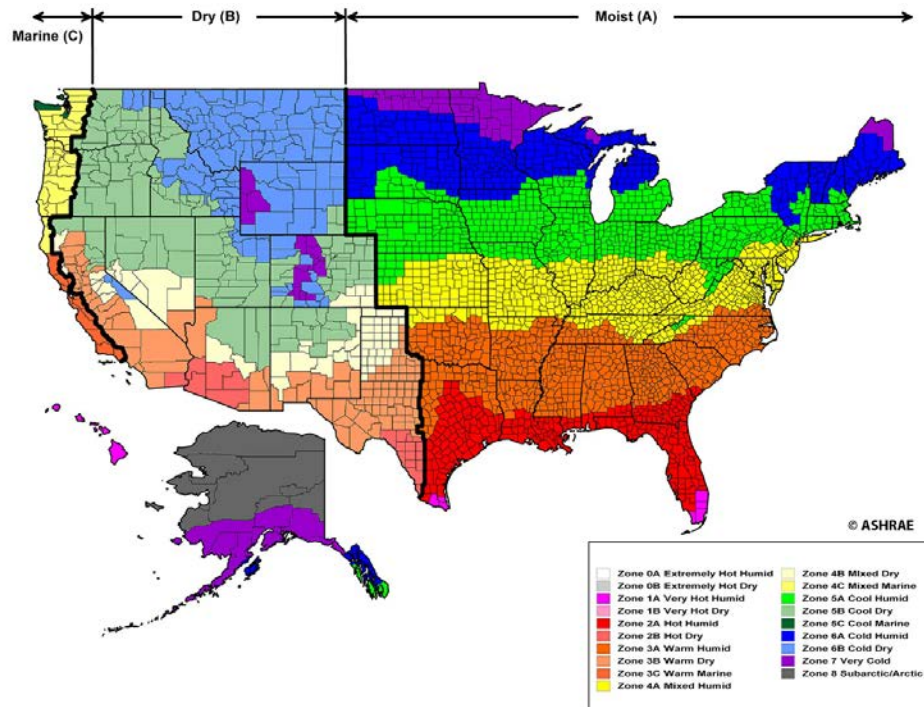 Marine (C)
Dry (B)
Moist (A)
© ASHRAE
Zone 0A Extremely Hot Humid
Zone 0B Extremely Hot Dry
Zone 1A Very Hot Humid
Zone 1B Very Hot Dry
Zone 2A Hot Humid
Zone 2B Hot Dry
Zone 3A Warm Humid
Zone 3B Warm Dry
Zone 3C Warm Marine
Zone 4A Mixed Humid
Zone 4B Mixed Dry
Zone 4C Mixed Marine
Zone 5A Cool Humid
Zone 5B Cool Dry
Zone 5C Cool Marine
Zone 6A Cold Humid
Zone 6B Cold Dry
Zone 7 Very Cold
Zone 8 Subarctic/Arctic